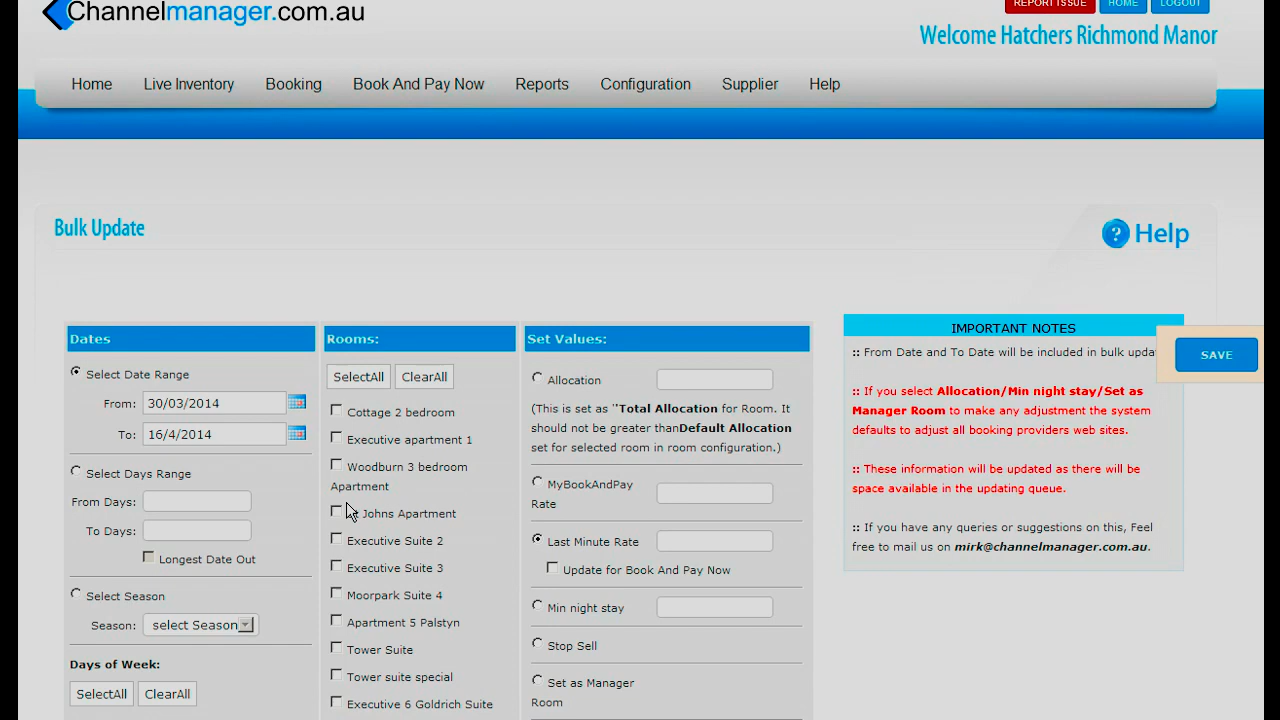 Channelmanager.com.au
REPORT ISSUE HOME LOGOUT
Welcome Hatchers Richmond Manor
Home Live Inventory Booking Book And Pay Now Reports Configuration Supplier Help
Bulk Update
? Help
Dates
Select Date Range
From: 30/03/2014
To: 16/4/2014
Select Days Range
From Days:
To Days:
Longest Date Out
Select Season
Season: select Season
Days of Week:
SelectAll ClearAll
Rooms:
SelectAll ClearAll
Cottage 2 bedroom
Executive apartment 1
Woodburn 3 bedroom
Apartment
Johns Apartment
Executive Suite 2
Executive Suite 3
Moorpark Suite 4
Apartment 5 Palstyn
Tower Suite
Tower suite special
Executive 6 Goldrich Suite
Set Values:
Allocation
(This is set as "Total Allocation for Room. It
should not be greater thanDefault Allocation
set for selected room in room configuration.)
MyBookAndPay
Rate
Last Minute Rate
Update for Book And Pay Now
Min night stay
Stop Sell
Set as Manager
Room
IMPORTANT NOTES
:: From Date and To Date will be included in bulk upda
:: If you select Allocation/Min night stay/Set as
Manager Room to make any adjustment the system
defaults to adjust all booking providers web sites.
:: These information will be updated as there will be
space available in the updating queue.
:: If you have any queries or suggestions on this, Feel
free to mail us on mirk@channelmanager.com.au.
SAVE